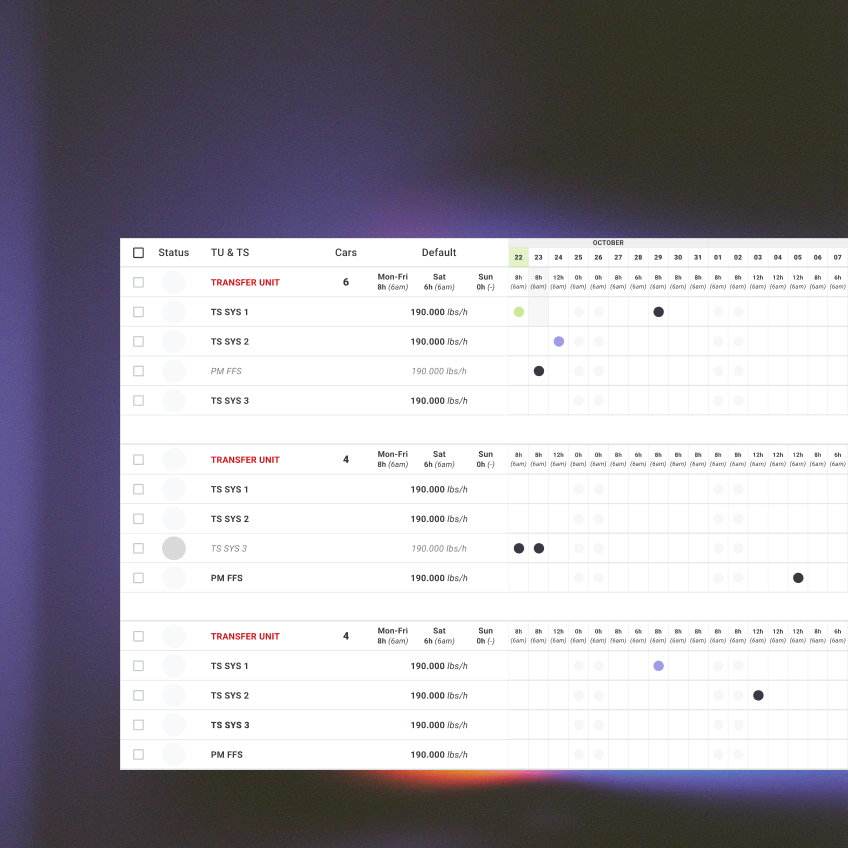 OCTOBER
Status TU & TS Cars Default 22 23 24 25 26 27 28 29 30 31 01 02 03 04 05 06 07
TRANSFER UNIT 6 Mon-Fri Sat Sun 8h 8h 12h 0h 0h 8h 6h 8h 8h 8h 8h 8h 12h 12h 12h 8h 6h
8h (6am) 6h (6am) 0h (-) (6am) (6am) (6am) (6am) (6am) (6am) (6am) (6am) (6am) (6am) (6am) (6am) (6am) (6am) (6am) (6am) (6am)
TS SYS 1 190.000 lbs/h
TS SYS 2 190.000 lbs/h
PM FFS 190.000 lbs/h
TS SYS 3 190.000 lbs/h
TRANSFER UNIT 4 Mon-Fri Sat Sun 8h 8h 12h 0h 0h 8h 6h 8h 8h 8h 8h 8h 12h 12h 12h 8h 6h
8h (6am) 6h (6am) 0h (-) (6am) (6am) (6am) (6am) (6am) (6am) (6am) (6am) (6am) (6am) (6am) (6am) (6am) (6am) (6am) (6am) (6am)
TS SYS 1 190.000 lbs/h
TS SYS 2 190.000 lbs/h
TS SYS 3 190.000 lbs/h
PM FFS 190.000 lbs/h
TRANSFER UNIT 4 Mon-Fri Sat Sun 8h 8h 12h 0h 0h 8h 6h 8h 8h 8h 8h 8h 12h 12h 12h 8h 6h
8h (6am) 6h (6am) 0h (-) (6am) (6am) (6am) (6am) (6am) (6am) (6am) (6am) (6am) (6am) (6am) (6am) (6am) (6am) (6am) (6am) (6am)
TS SYS 1 190.000 lbs/h
TS SYS 2 190.000 lbs/h
TS SYS 3 190.000 lbs/h
PM FFS 190.000 lbs/h